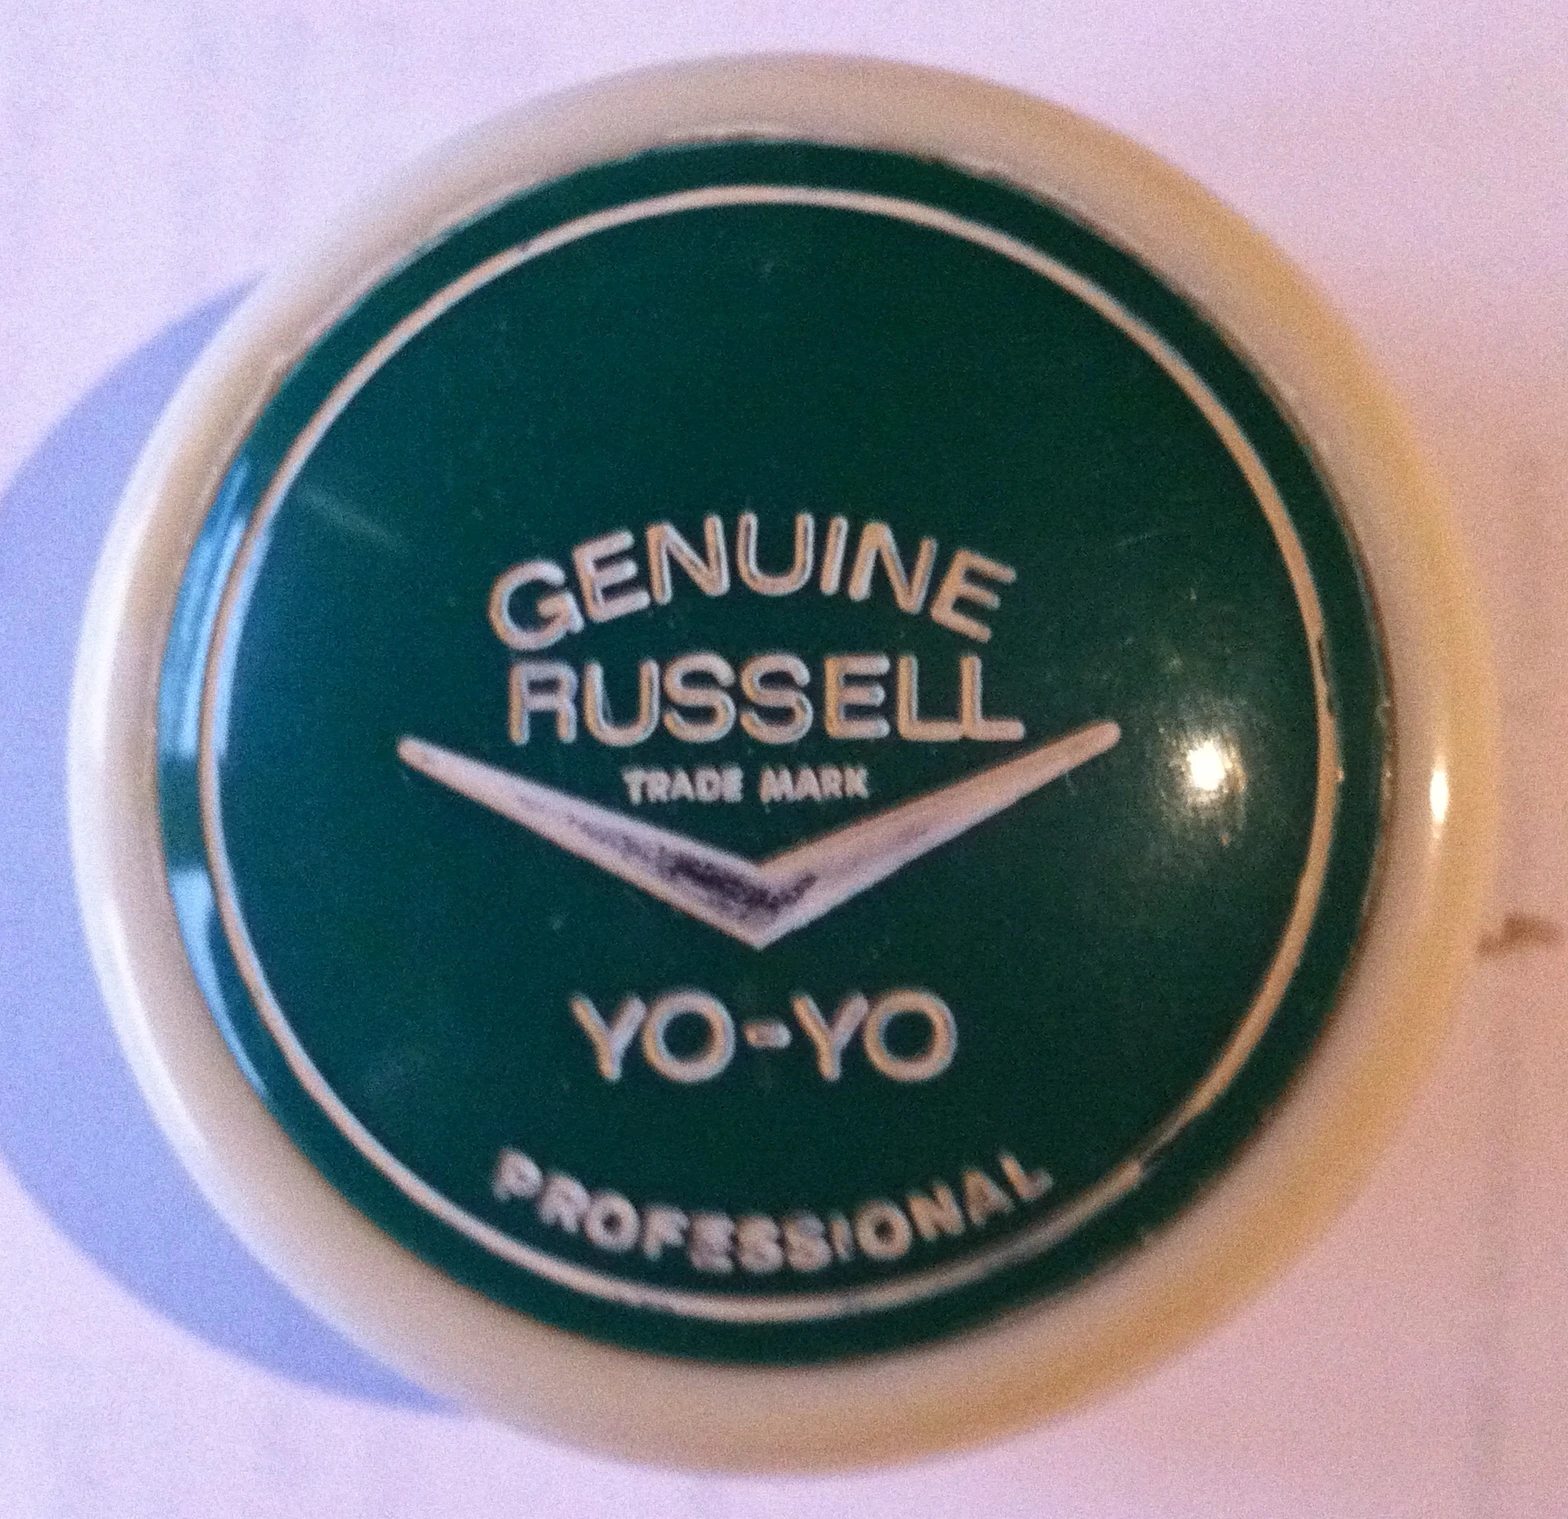 GENUINE
RUSSELL
TRADE MARK
YO-YO
PROFESSIONAL